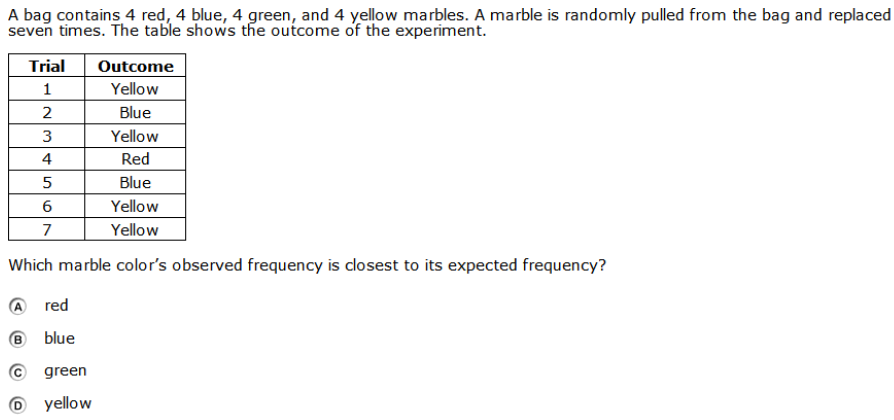 A bag contains 4 red, 4 blue, 4 green, and 4 yellow marbles. A marble is randomly pulled from the bag and replaced
seven times. The table shows the outcome of the experiment.
Trial Outcome
1 Yellow
2 Blue
3 Yellow
4 Red
5 Blue
6 Yellow
7 Yellow
Which marble color's observed frequency is closest to its expected frequency?
A red
B blue
C green
D yellow